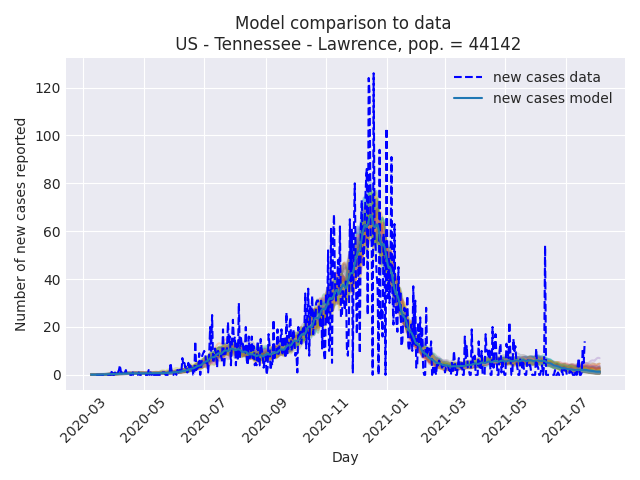 Model comparison to data
US - Tennessee - Lawrence, pop. = 44142
new cases data
new cases model
Number of new cases reported
120
100
80
60
40
20
0
2020-03
2020-05
2020-07
2020-09
2020-11
2021-01
2021-03
2021-05
2021-07
Day